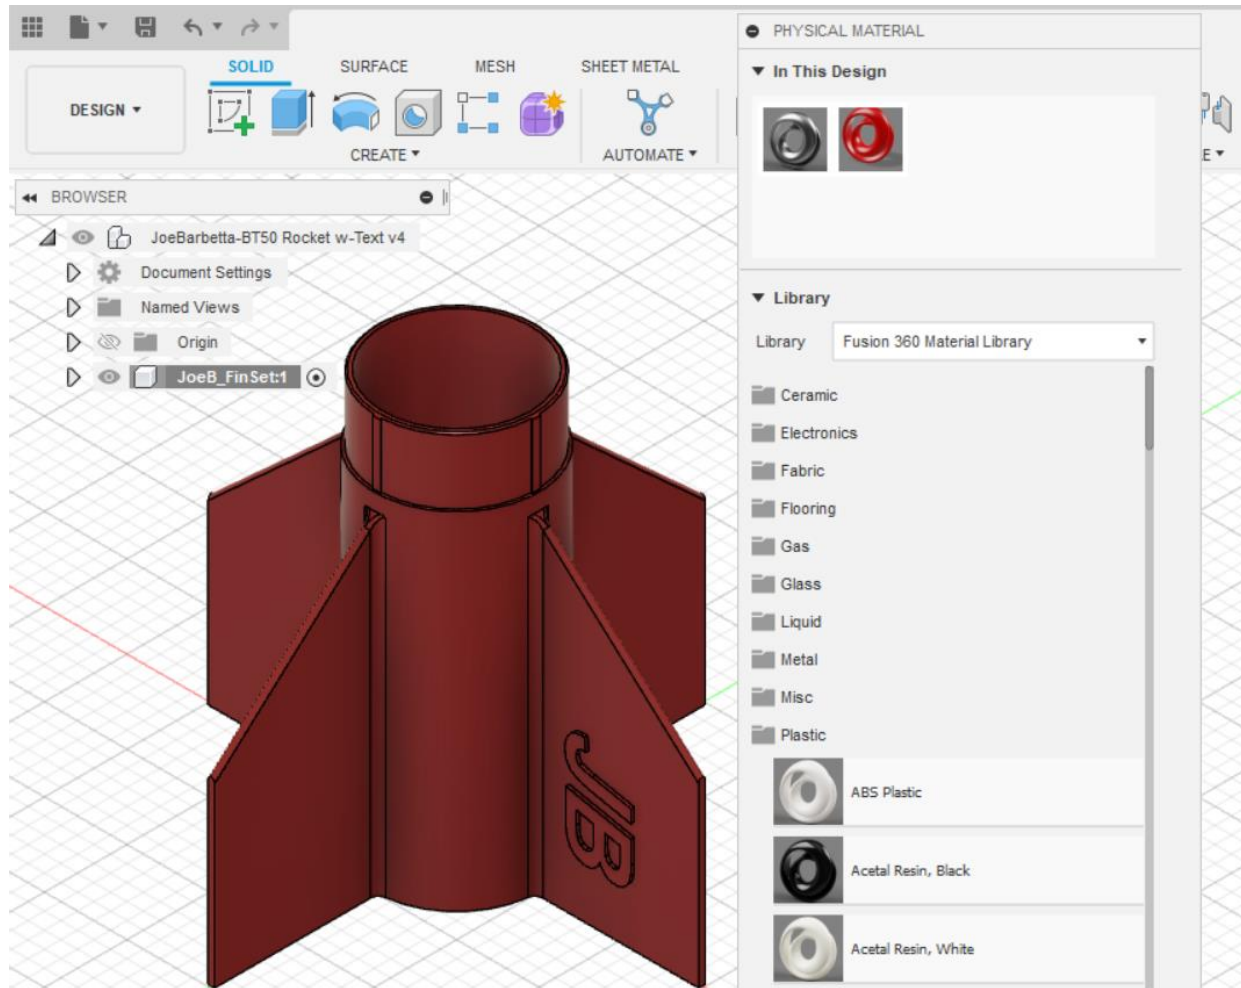 PHYSICAL MATERIAL
In This Design
SOLID
SURFACE
MESH
SHEET METAL
DESIGN
CREATE
AUTOMATE
E
BROWSER
JoeBarbetta-BT50 Rocket w-Text v4
Document Settings
Named Views
Origin
JoeB_FinSet:1
JB
Library
Library
Fusion 360 Material Library
Ceramic
Electronics
Fabric
Flooring
Gas
Glass
Liquid
Metal
Misc
Plastic
ABS Plastic
Acetal Resin, Black
Acetal Resin, White